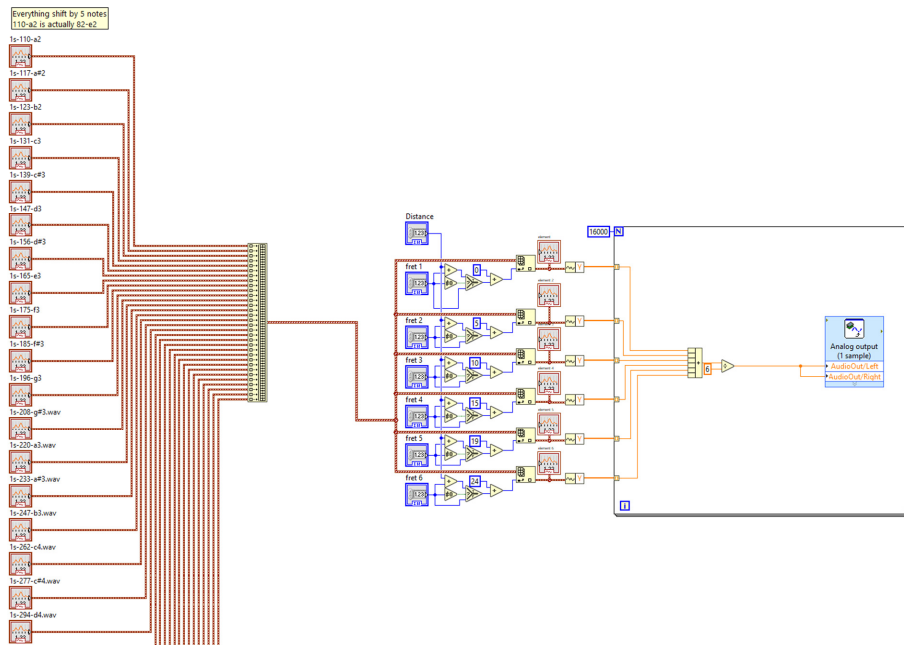 Everything shift by 5 notes
110-a2 is actually 82-e2
1s-110-a2
1s-117-a#2
1s-123-b2
1s-131-c3
1s-139-c#3
1s-147-d3
1s-156-d#3
1s-165-e3
1s-175-f3
1s-185-f#3
1s-196-g3
1s-208-g#3.wav
1s-220-a3.wav
1s-233-a#3.wav
1s-247-b3.wav
1s-262-c4.wav
1s-277-c#4.wav
1s-294-d4.wav
Distance
fret 1
0
fret 2
5
fret 3
10
fret 4
15
fret 5
19
fret 6
24
16000
N
i
6
Analog output
(1 sample)
AudioOut/Left
AudioOut/Right